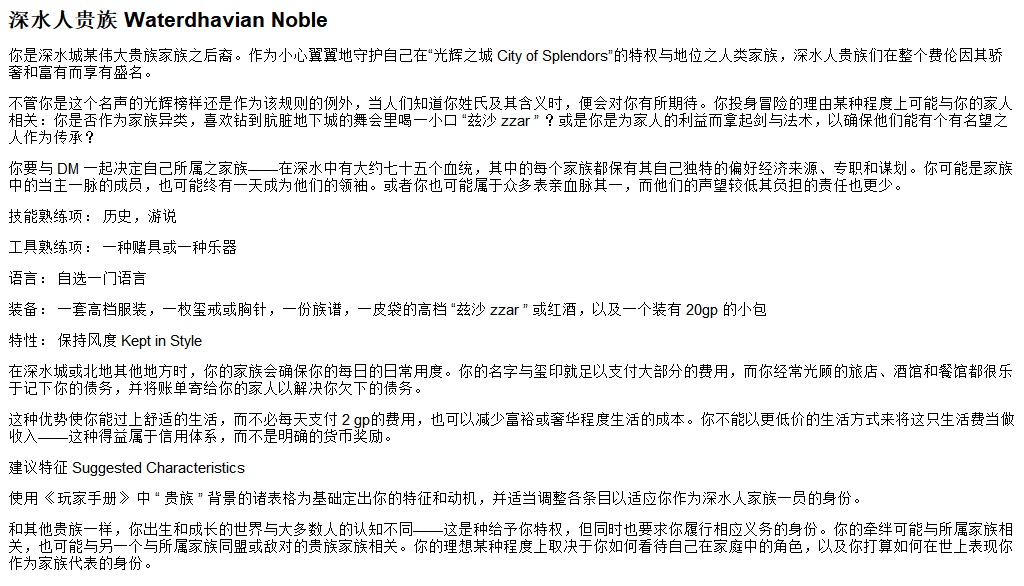 深水人贵族 Waterdhavian Noble
你是深水城某伟大贵族家族之后裔。作为小心翼翼地守护自己在“光辉之城 City of Splendors”的特权与地位之人类家族，深水人贵族们在整个费伦因其骄
奢和富有而享有盛名。
不管你是这个名声的光辉榜样还是作为该规则的例外，当人们知道你姓氏及其含义时，便会对你有所期待。你投身冒险的理由某种程度上可能与你的家人
相关：你是否作为家族异类，喜欢钻到肮脏地下城的舞会里喝一小口 “兹沙 zzar ” ？或是你是为家人的利益而拿起剑与法术，以确保他们能有个有名望之
人作为传承？
你要与 DM 一起决定自己所属之家族——在深水中有大约七十五个血统，其中的每个家族都保有其自己独特的偏好经济来源、专职和谋划。你可能是家族
中的当主一脉的成员，也可能终有一天成为他们的领袖。或者你也可能属于众多表亲血脉其一，而他们的声望较低其负担的责任也更少。
技能熟练项： 历史，游说
工具熟练项： 一种赌具或一种乐器
语言： 自选一门语言
装备： 一套高档服装，一枚玺戒或胸针，一份族谱，一皮袋的高档 “兹沙 zzar ” 或红酒，以及一个装有 20gp 的小包
特性： 保持风度 Kept in Style
在深水城或北地其他地方时，你的家族会确保你的每日的日常用度。你的名字与玺印就足以支付大部分的费用，而你经常光顾的旅店、酒馆和餐馆都很乐
于记下你的债务，并将账单寄给你的家人以解决你欠下的债务。
这种优势使你能过上舒适的生活，而不必每天支付 2 gp的费用，也可以减少富裕或奢华程度生活的成本。你不能以更低价的生活方式来将这只生活费当做
收入——这种得益属于信用体系，而不是明确的货币奖励。
建议特征 Suggested Characteristics
使用《玩家手册》中 “ 贵族 ” 背景的诸表格为基础定出你的特征和动机，并适当调整各条目以适应你作为深水人家族一员的身份。
和其他贵族一样，你出生和成长的世界与大多数人的认知不同——这是种给予你特权，但同时也要求你履行相应义务的身份。你的牵绊可能与所属家族相
关，也可能与另一个与所属家族同盟或敌对的贵族家族相关。你的理想某种程度上取决于你如何看待自己在家庭中的角色，以及你打算如何在世上表现你
作为家族代表的身份。